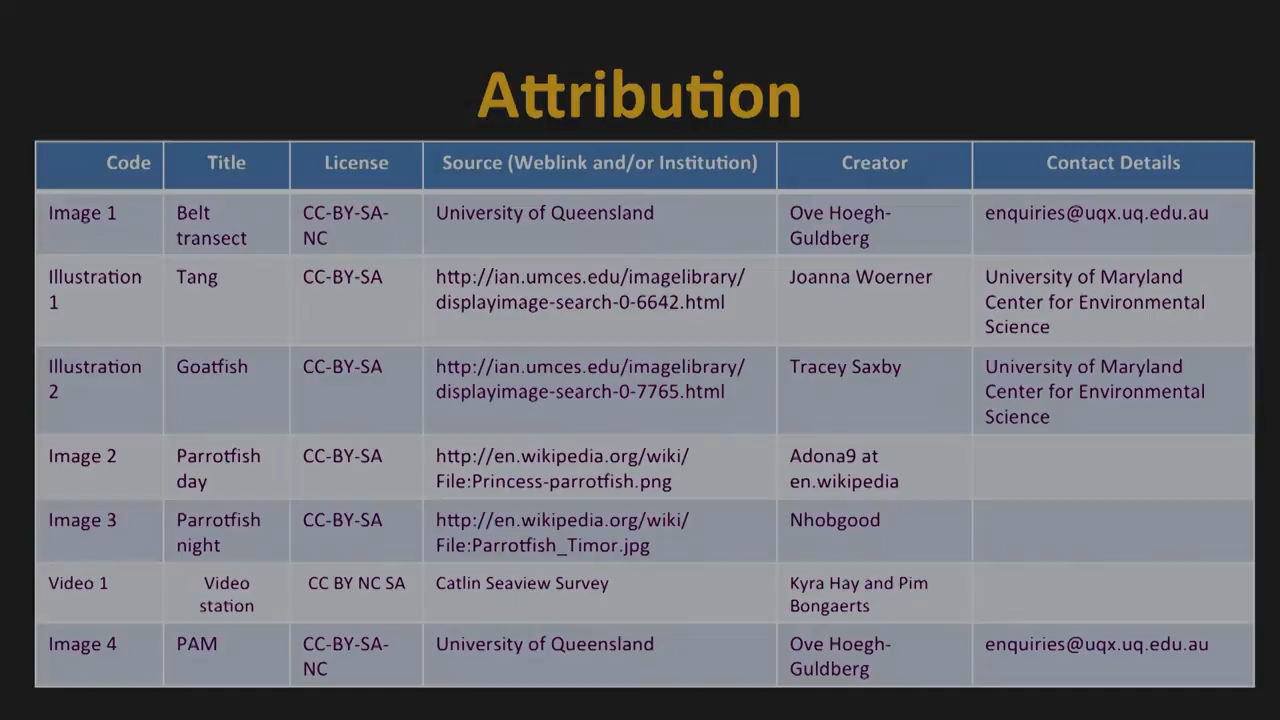 Attribution
Code Title License Source (Weblink and/or Institution) Creator Contact Details
Image 1 Belt transect CC-BY-SA-NC University of Queensland Ove Hoegh-Guldberg enquiries@uqx.uq.edu.au
Illustration 1 Tang CC-BY-SA http://ian.umces.edu/imagelibrary/displayimage-search-0-6642.html Joanna Woerner University of Maryland Center for Environmental Science
Illustration 2 Goatfish CC-BY-SA http://ian.umces.edu/imagelibrary/displayimage-search-0-7765.html Tracey Saxby University of Maryland Center for Environmental Science
Image 2 Parrotfish day CC-BY-SA http://en.wikipedia.org/wiki/File:Princess-parrotfish.png Adona9 at en.wikipedia
Image 3 Parrotfish night CC-BY-SA http://en.wikipedia.org/wiki/File:Parrotfish_Timor.jpg Nhobgood
Video 1 Video station CC BY NC SA Catlin Seaview Survey Kyra Hay and Pim Bongaerts
Image 4 PAM CC-BY-SA-NC University of Queensland Ove Hoegh-Guldberg enquiries@uqx.uq.edu.au